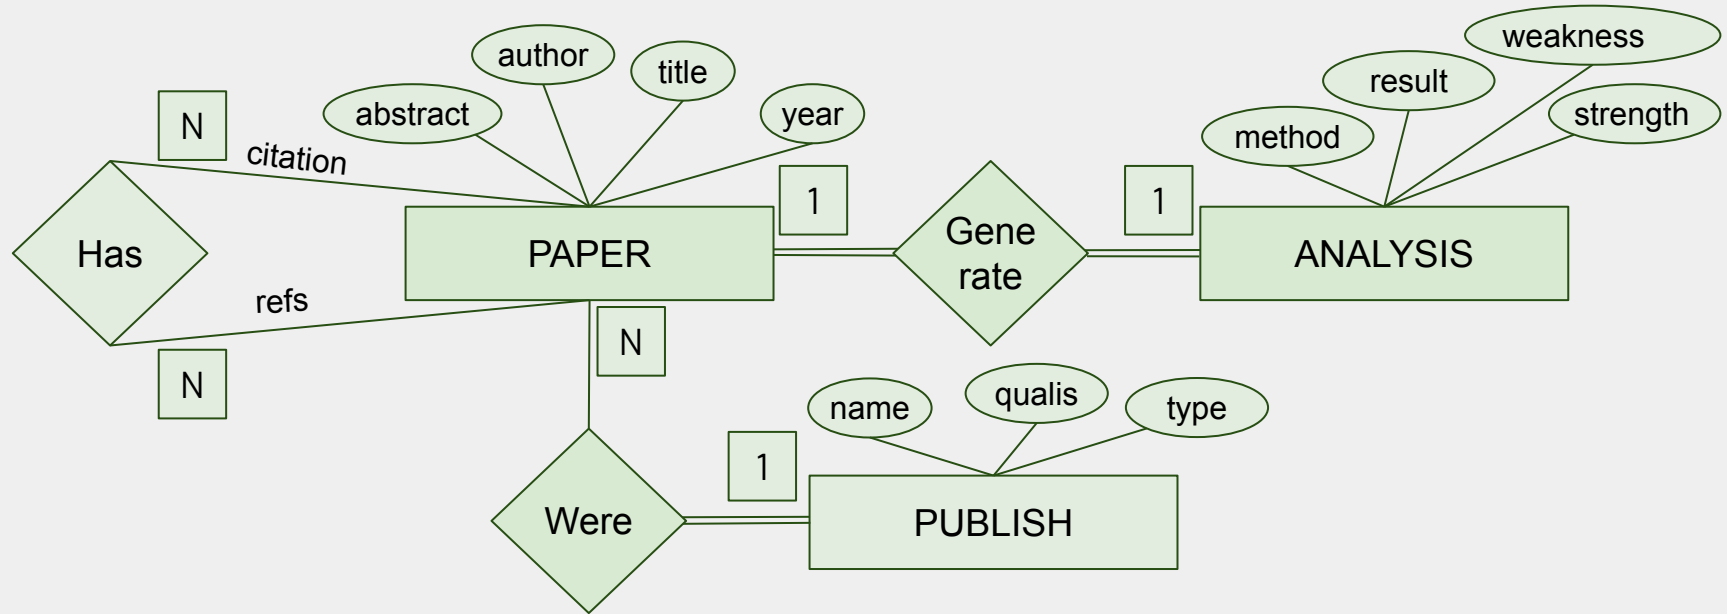 weakness
author
title
result
abstract
year
strength
N
method
citation
1
1
Has
PAPER
Gene
rate
ANALYSIS
refs
N
N
name
qualis
type
1
Were
PUBLISH